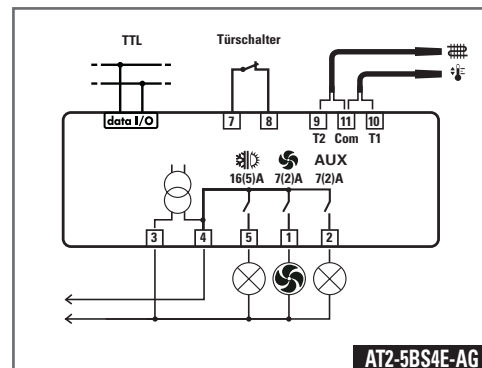 TTL Türschalter
data I/O 7 8 9 11 10
T2 Com T1
AUX
16(5)A 7(2)A 7(2)A
3 4 5 1 2
AT2-5BS4E-AG